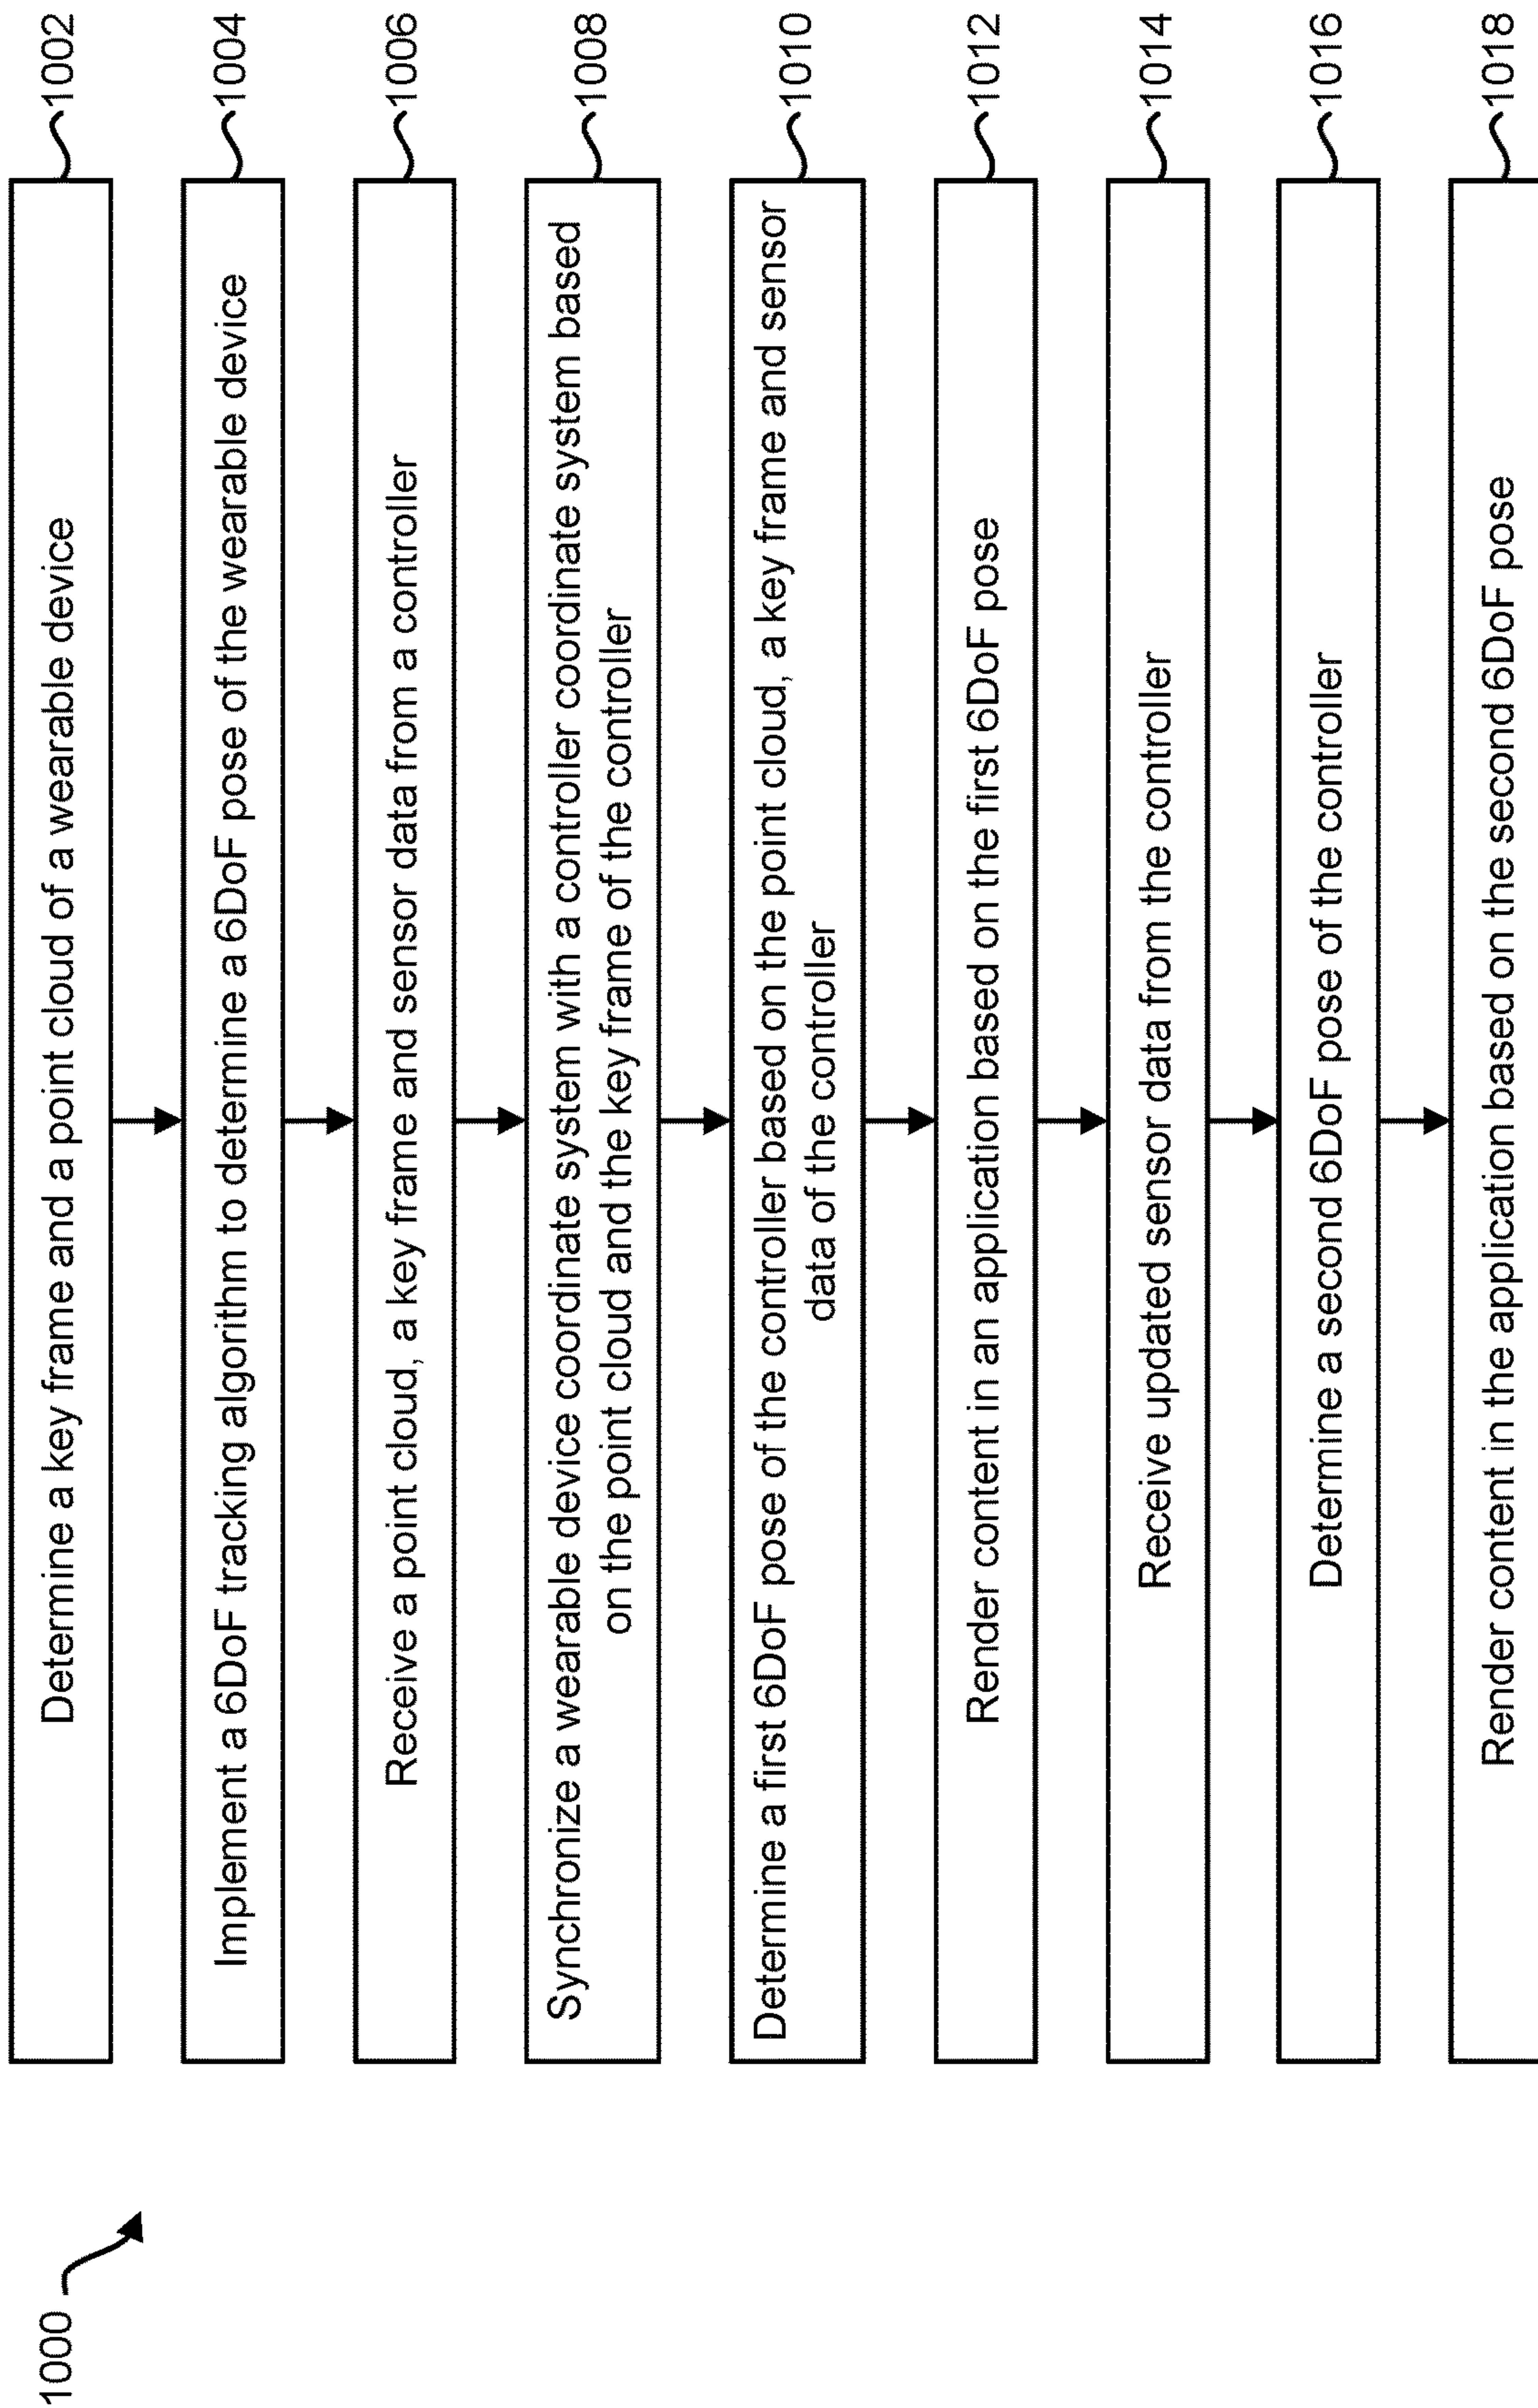 1000
Determine a key frame and a point cloud of a wearable device
1002
Implement a 6DoF tracking algorithm to determine a 6DoF pose of the wearable device
1004
Receive a point cloud, a key frame and sensor data from a controller
1006
Synchronize a wearable device coordinate system with a controller coordinate system based
on the point cloud and the key frame of the controller
1008
Determine a first 6DoF pose of the controller based on the point cloud, a key frame and sensor
data of the controller
1010
Render content in an application based on the first 6DoF pose
1012
Receive updated sensor data from the controller
1014
Determine a second 6DoF pose of the controller
1016
Render content in the application based on the second 6DoF pose
1018